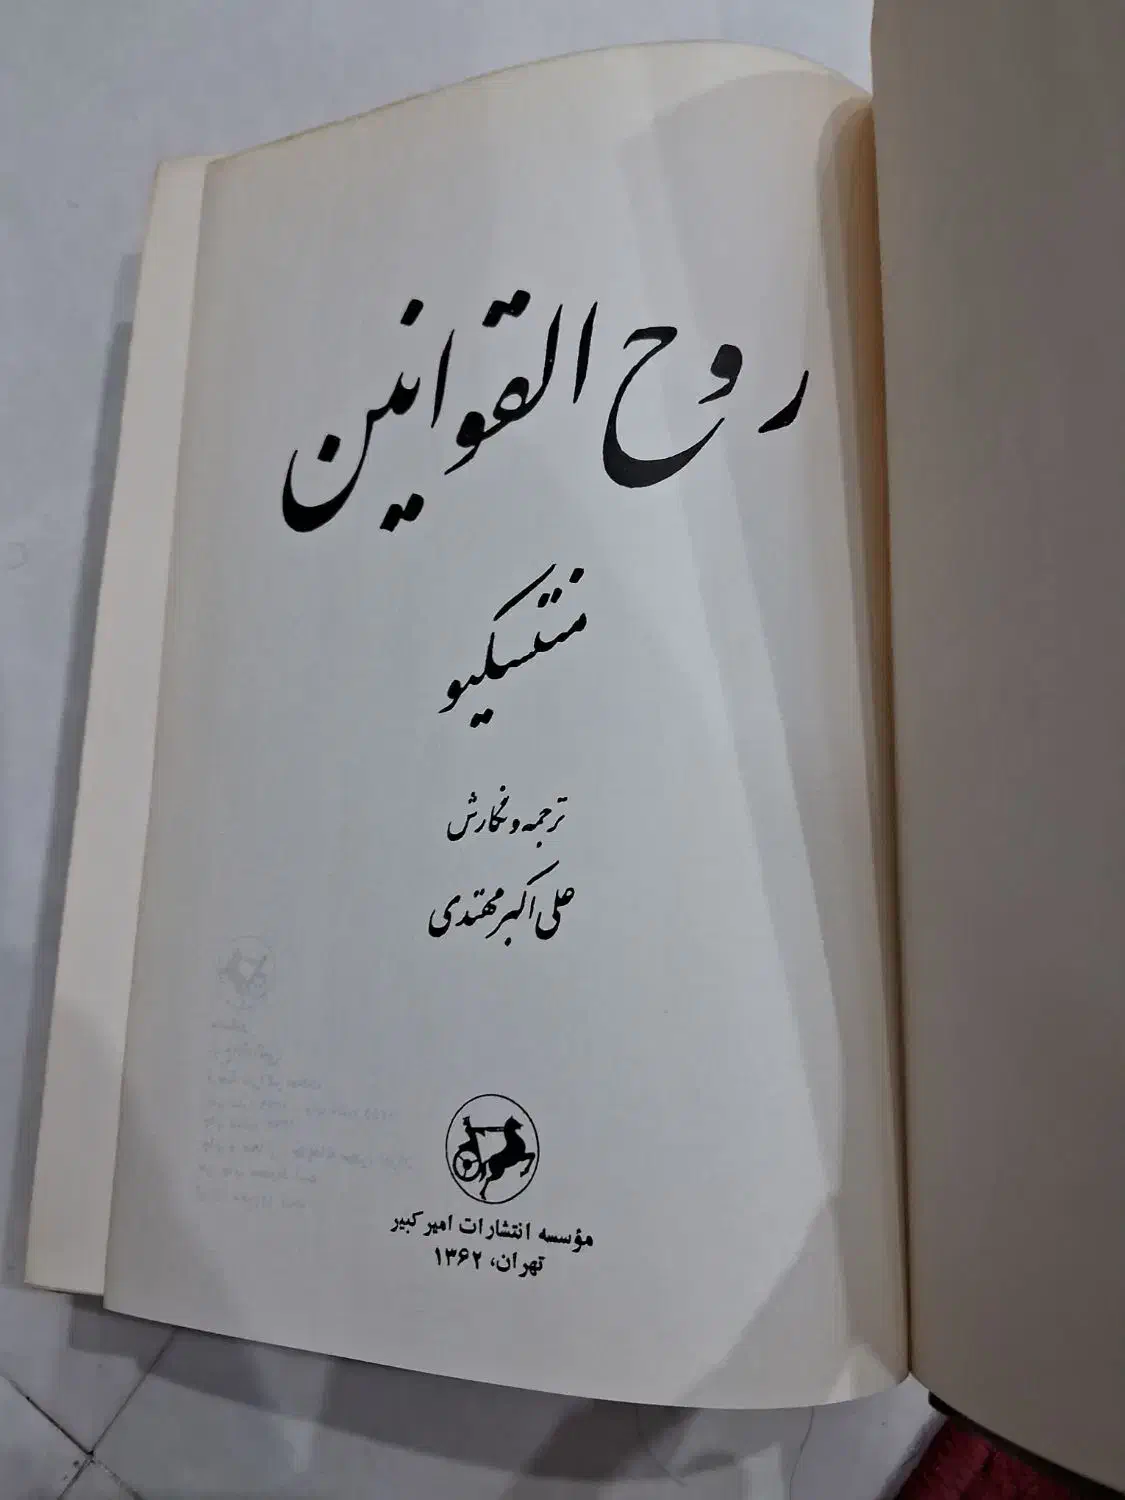 روح القوانین
منتسکیو
ترجمه و نگارش
علی اکبر مهتدی
مؤسسه انتشارات امیرکبیر
تهران، ۱۳۶۲